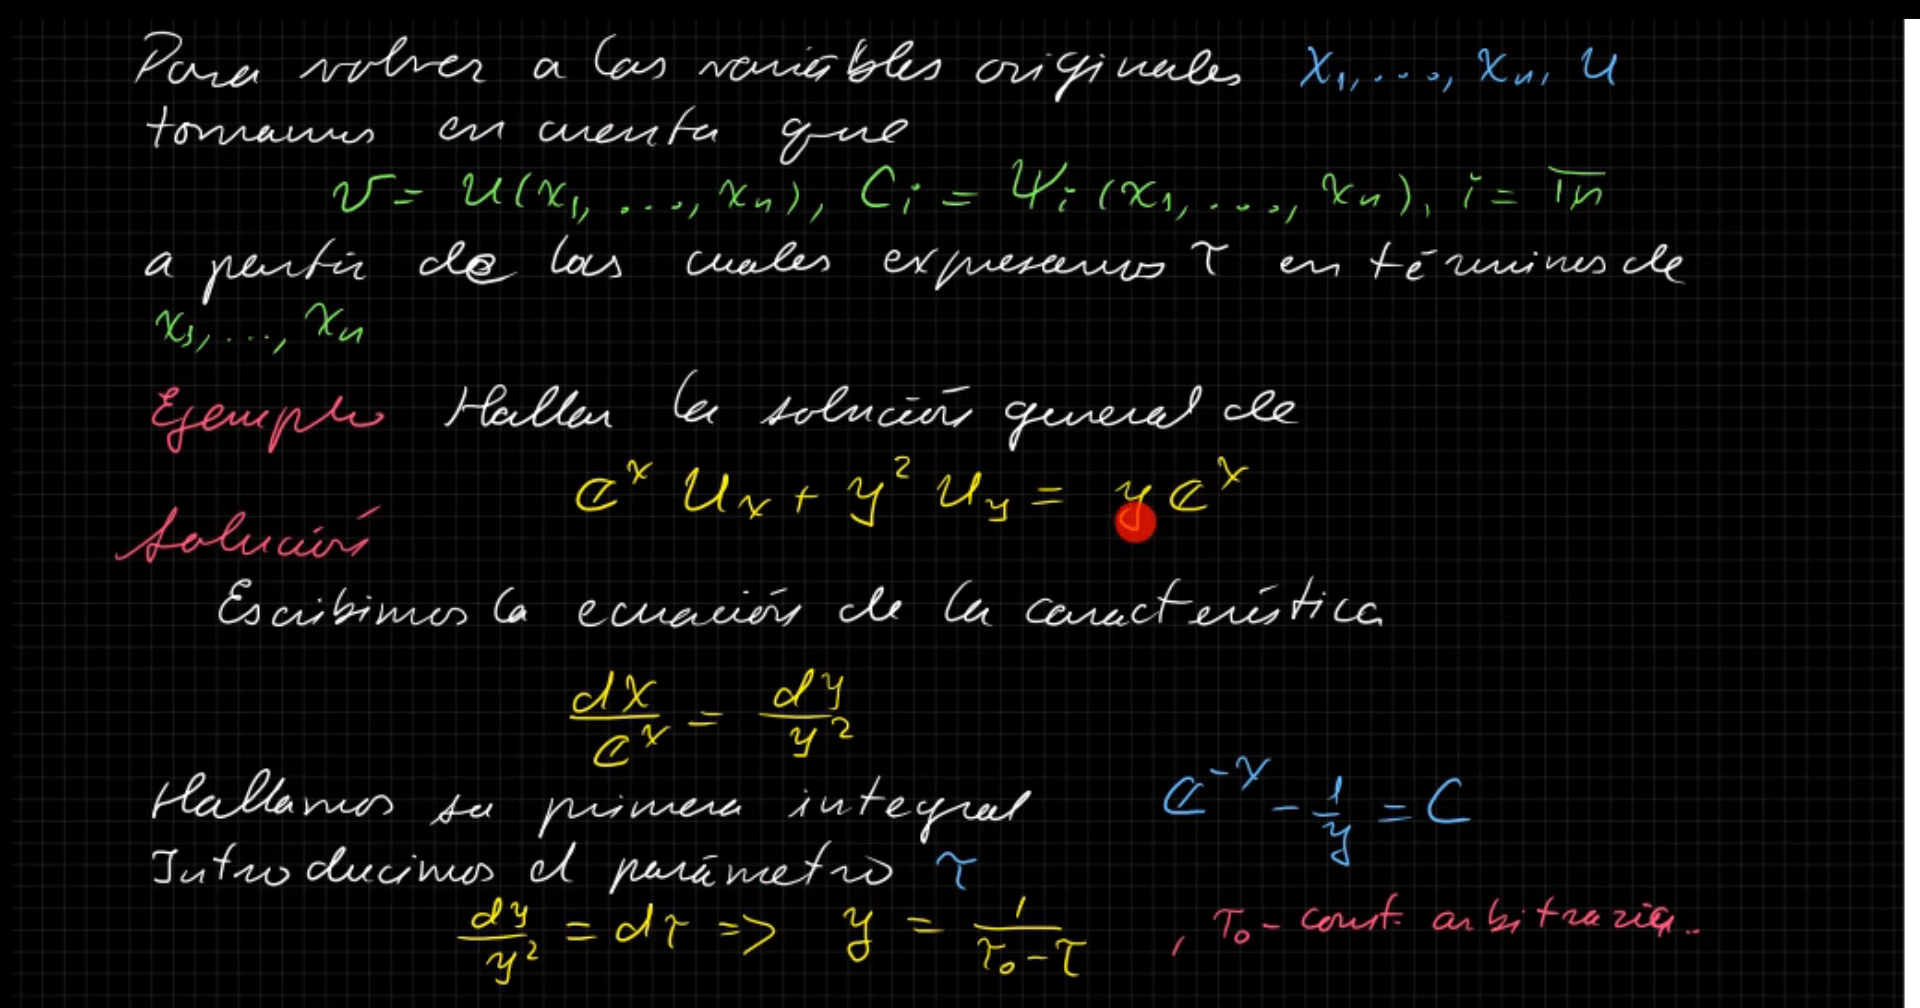 Para volver a las variables originales x₁, ..., xₙ, u
tomamos en cuenta que
v = u(x₁, ..., xₙ), Cᵢ = Ψᵢ(x₁, ..., xₙ), i = 1n
a partir de las cuales expresamos τ en términos de
x₁, ..., xₙ
Ejemplo Hallar la solución general de
eˣ uₓ + y² u_y = y eˣ
Solución
Escribimos la ecuación de la característica
dx/eˣ = dy/y²
Hallamos su primera integral e⁻ˣ - 1/y = C
Introducimos el parámetro τ
dy/y² = dτ => y = 1/(τ₀ - τ) , τ₀ - const. arbitraria.